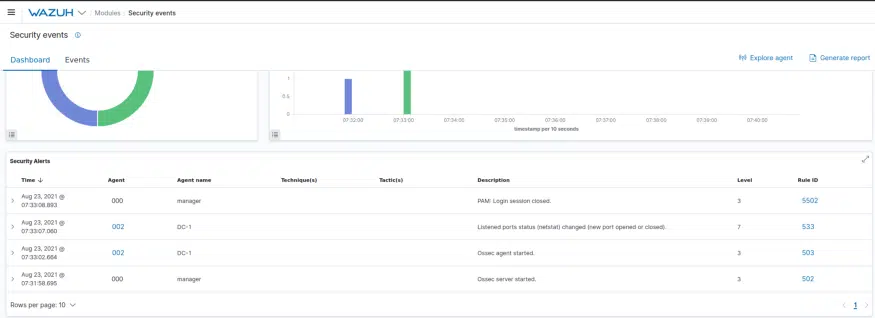 WAZUH / Modules / Security events
Security events
Dashboard Events Explore agent Generate report
1
0.5
0
07:32:00 07:33:00 07:34:00 07:35:00 07:36:00 07:37:00 07:38:00 07:39:00 07:40:00
timestamp per 10 seconds
Security Alerts
Time Agent Agent name Technique(s) Tactic(s) Description Level Rule ID
Aug 23, 2021 @
07:33:08.893 000 manager PAM: Login session closed. 3 5502
Aug 23, 2021 @
07:33:07.060 002 DC-1 Listened ports status (netstat) changed (new port opened or closed). 7 533
Aug 23, 2021 @
07:33:02.664 002 DC-1 Ossec agent started. 3 503
Aug 23, 2021 @
07:31:58.695 000 manager Ossec server started. 3 502
Rows per page: 10 1